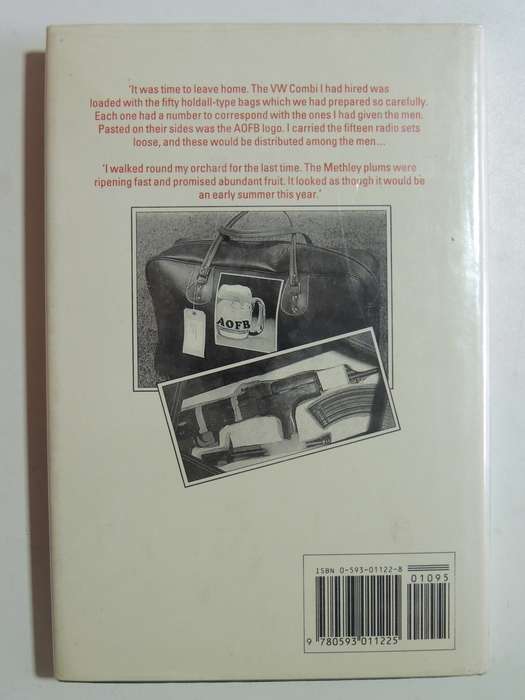 'It was time to leave home. The VW Combi I had hired was
loaded with the fifty holdall-type bags which we had prepared so carefully.
Each one had a number to correspond with the ones I had given the men.
Pasted on their sides was the AOFB logo. I carried the fifteen radio sets
loose, and these would be distributed among the men...
'I walked round my orchard for the last time. The Methley plums were
ripening fast and promised abundant fruit. It looked as though it would be
an early summer this year.'
AOFB
ISBN 0-593-01122-8
01095
9 780593 011225